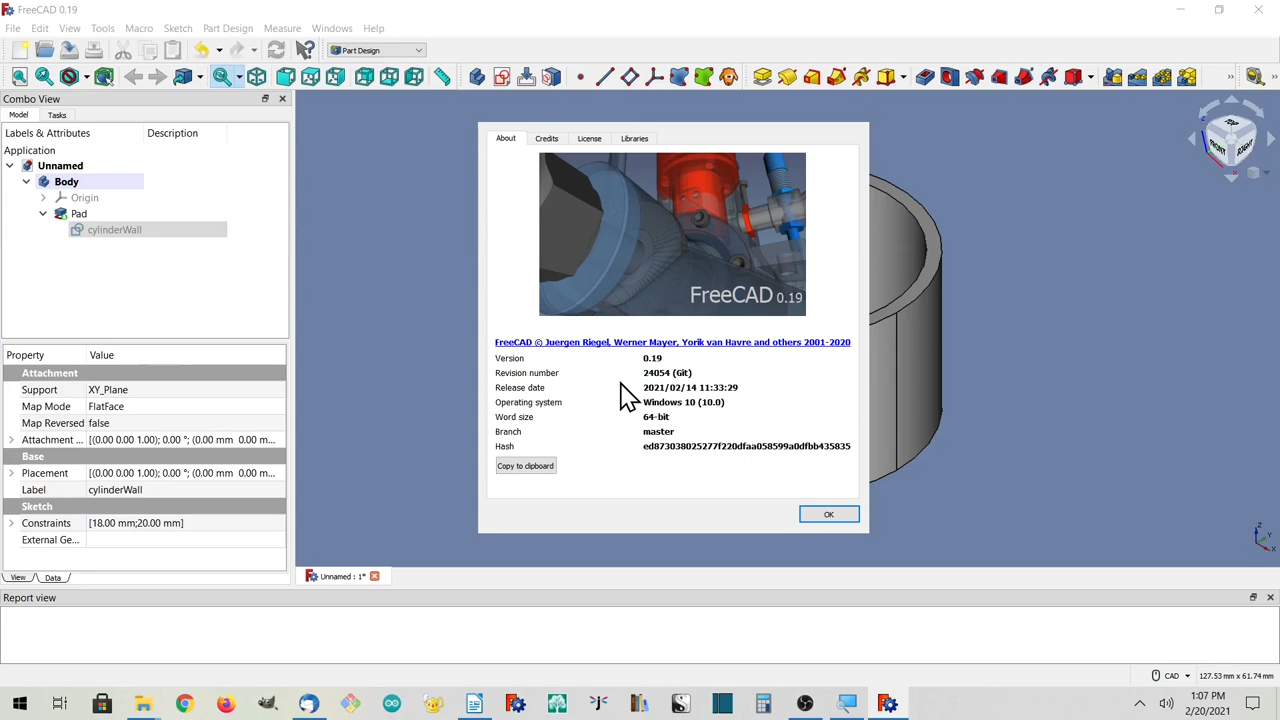 FreeCAD 0.19
File Edit View Tools Macro Sketch Part Design Measure Windows Help
Part Design
Combo View
Model Tasks
Labels & Attributes Description
Application
Unnamed
Body
Origin
Pad
cylinderWall
Property Value
Attachment
Support XY_Plane
Map Mode FlatFace
Map Reversed false
Attachment ... [(0.00 0.00 1.00); 0.00 °; (0.00 mm 0.00 m...
Base
Placement [(0.00 0.00 1.00); 0.00 °; (0.00 mm 0.00 m...
Label cylinderWall
Sketch
Constraints [18.00 mm;20.00 mm]
External Ge...
View Data
About Credits License Libraries
FreeCAD 0.19
FreeCAD © Juergen Riegel, Werner Mayer, Yorik van Havre and others 2001-2020
Version 0.19
Revision number 24054 (Git)
Release date 2021/02/14 11:33:29
Operating system Windows 10 (10.0)
Word size 64-bit
Branch master
Hash ed873038025277f220dfaa058599a0dfbb435835
Copy to clipboard
OK
TOP
FRONT
RIGHT
Z
Y
X
Unnamed : 1*
Report view
CAD 127.53 mm x 61.74 mm
1:07 PM
2/20/2021